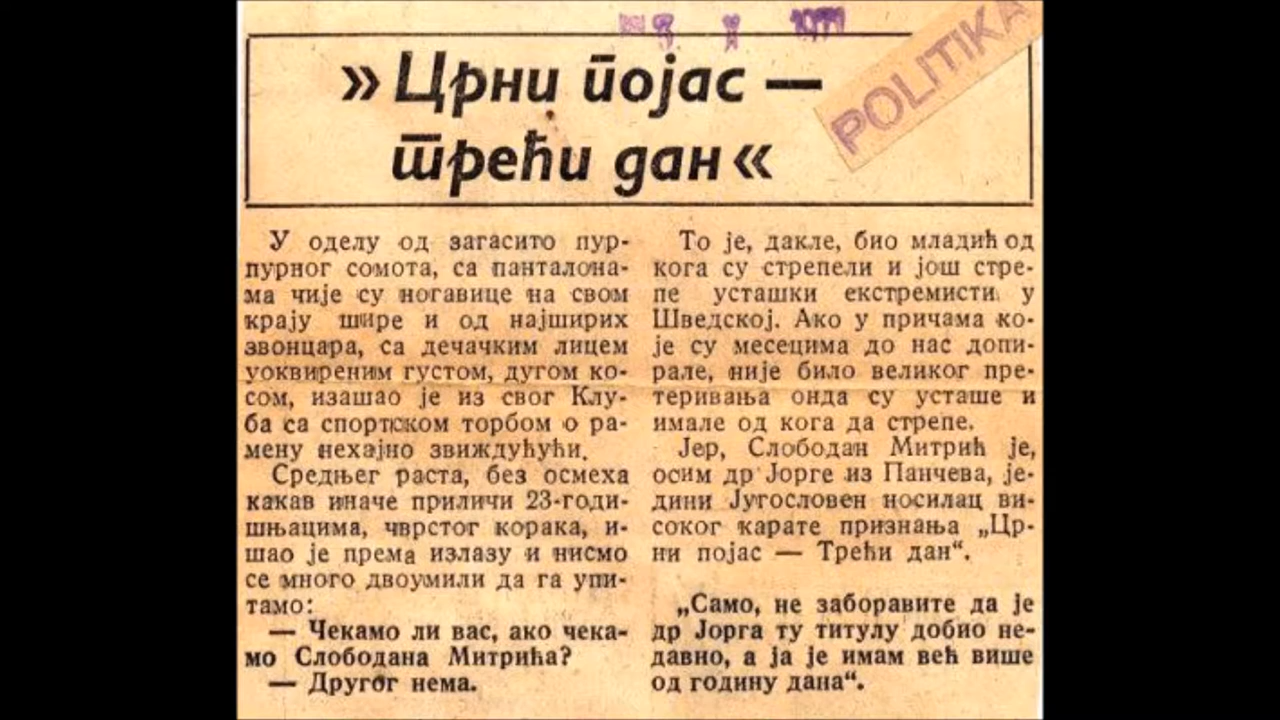 1971
POLITIKA
»Црни појас —
трећи дан«
У оделу од загасито пур-
пурног сомота, са панталона-
ма чије су ногавице на свом
крају шире и од најширих
звонцара, са дечачким лицем
уоквиреним густом, дугом ко-
сом, изашао је из свог Клу-
ба са спортском торбом о ра-
мену нехајно звиждућући.
Средњег раста, без осмеха
какав иначе приличи 23-годи-
шњацима, чврстог корака, и-
шао је према излазу и нисмо
се много двоумили да га упи-
тамо:
— Чекамо ли вас, ако чека-
мо Слободана Митрића?
— Другог нема.
То је, дакле, био младић од
кога су стрепели и још стре-
пе усташки екстремисти у
Шведској. Ако у причама ко-
је су месецима до нас допи-
рале, није било великог пре-
теривања онда су усташе и
имале од кога да стрепе.
Јер, Слободан Митрић је,
осим др Јорге из Панчева, је-
дини Југословен носилац ви-
соког карате признања „Цр-
ни појас — Трећи дан“.
„Само, не заборавите да је
др Јорга ту титулу добио не-
давно, а ја је имам већ више
од годину дана“.